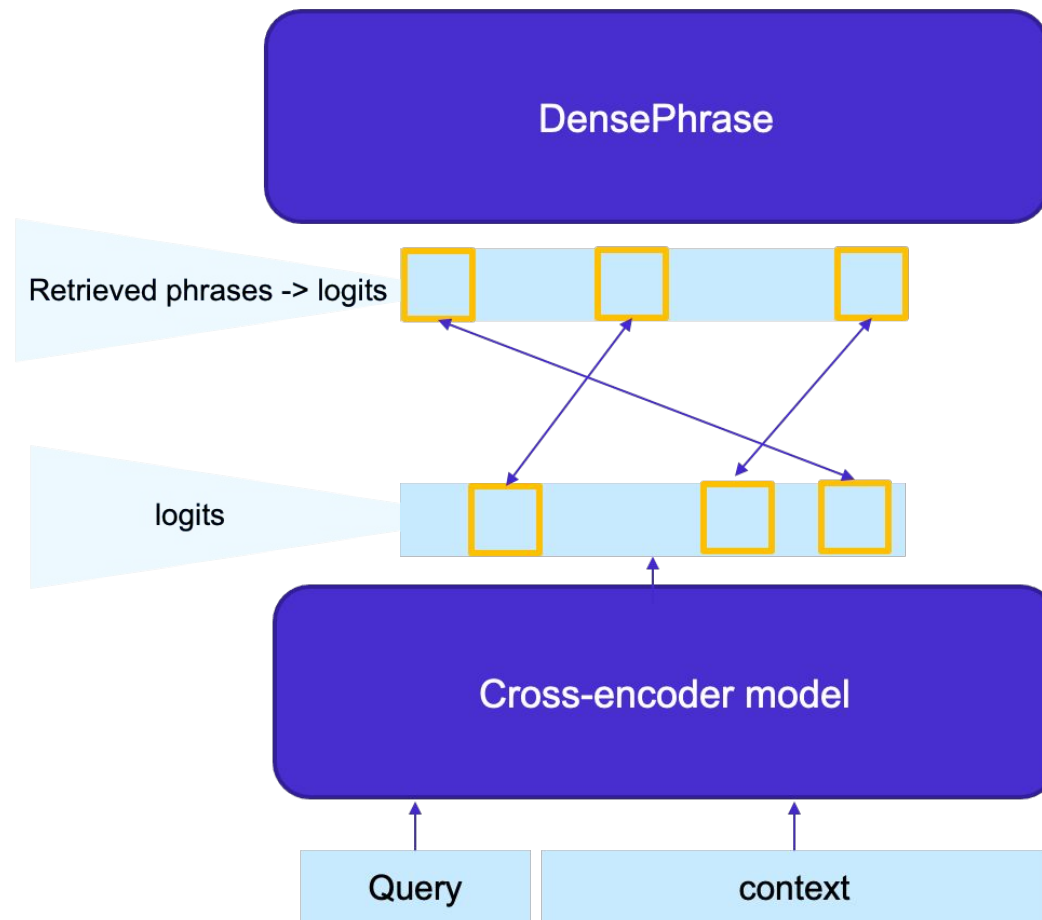 DensePhrase
Retrieved phrases -> logits
logits
Cross-encoder model
Query
context